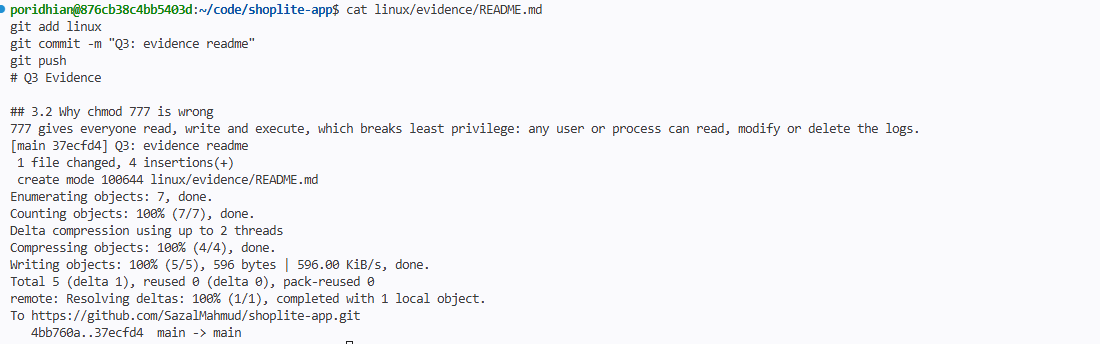 poridhian@876cb38c4bb5403d:~/code/shoplite-app$ cat linux/evidence/README.md
git add linux
git commit -m "Q3: evidence readme"
git push
# Q3 Evidence

## 3.2 Why chmod 777 is wrong
777 gives everyone read, write and execute, which breaks least privilege: any user or process can read, modify or delete the logs.
[main 37ecfd4] Q3: evidence readme
 1 file changed, 4 insertions(+)
 create mode 100644 linux/evidence/README.md
Enumerating objects: 7, done.
Counting objects: 100% (7/7), done.
Delta compression using up to 2 threads
Compressing objects: 100% (4/4), done.
Writing objects: 100% (5/5), 596 bytes | 596.00 KiB/s, done.
Total 5 (delta 1), reused 0 (delta 0), pack-reused 0
remote: Resolving deltas: 100% (1/1), completed with 1 local object.
To https://github.com/SazalMahmud/shoplite-app.git
   4bb760a..37ecfd4  main -> main